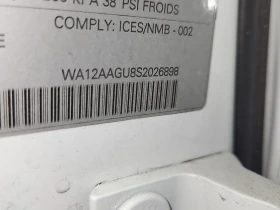 KPA 38 PSI FROIDS
COMPLY: ICES/NMB - 002
E
WA12AAGU8S2026898